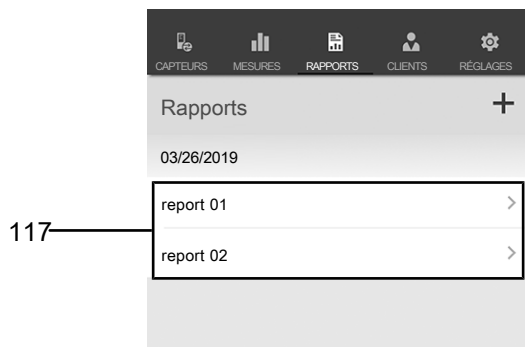 CAPTEURS MESURES RAPPORTS CLIENTS RÉGLAGES
Rapports +
03/26/2019
report 01 >
117
report 02 >